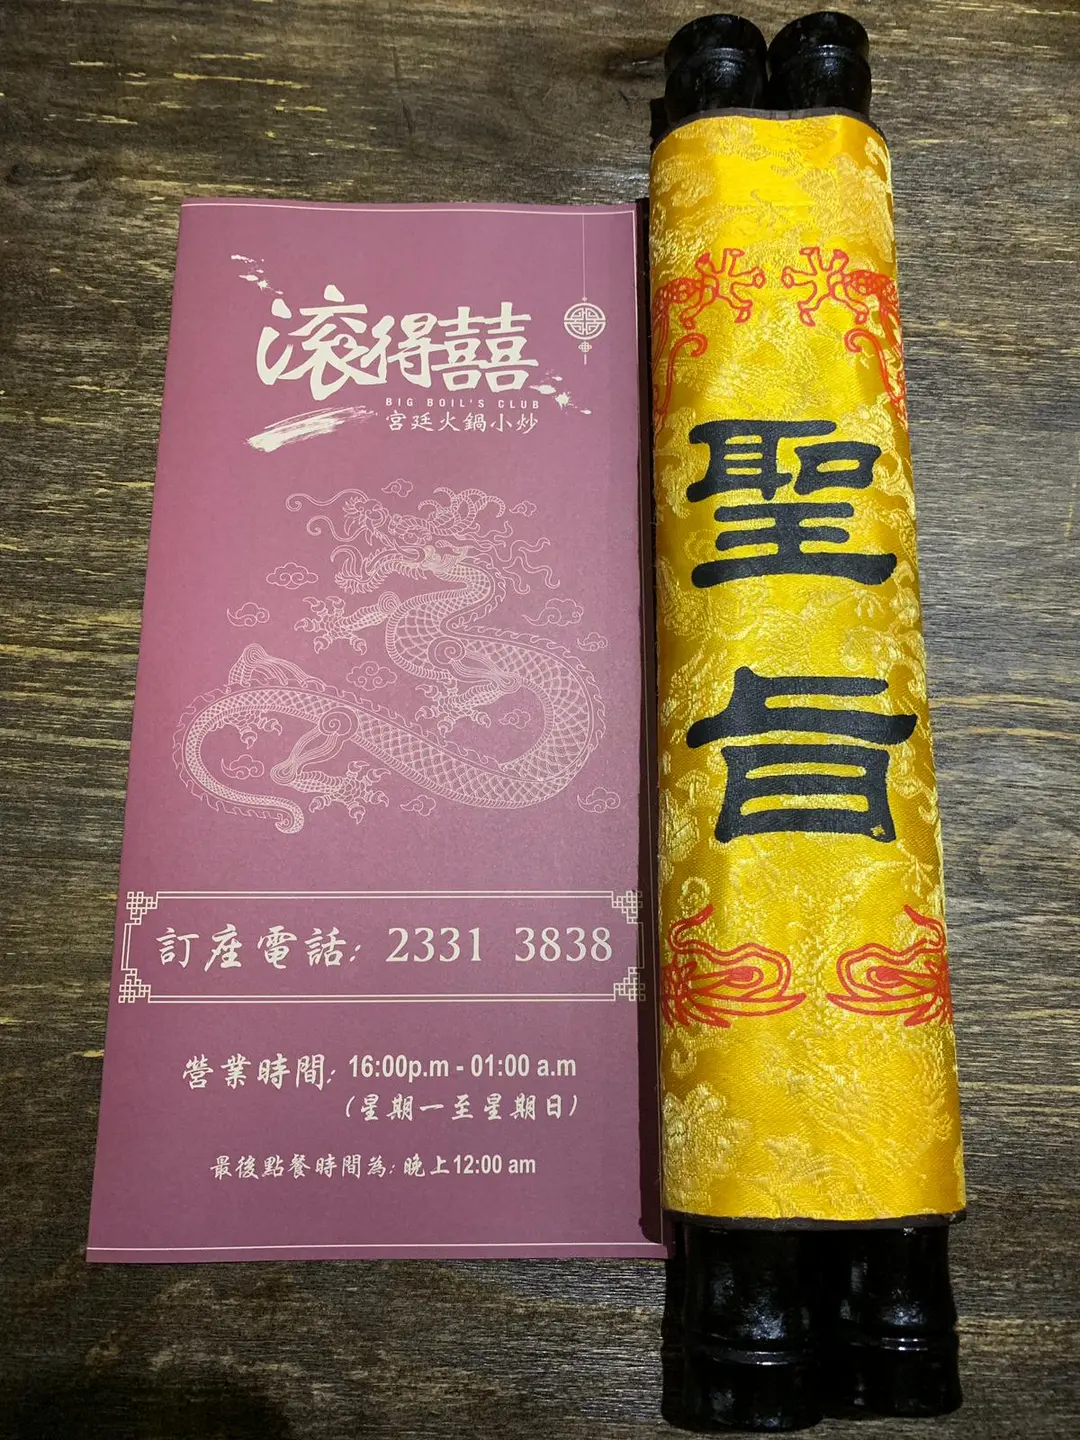 滾得囍囍
BIG BOIL'S CLUB
宮廷火鍋小炒
訂座電話: 2331 3838
營業時間: 16:00p.m - 01:00 a.m
(星期一至星期日)
最後點餐時間為: 晚上12:00 am
聖旨